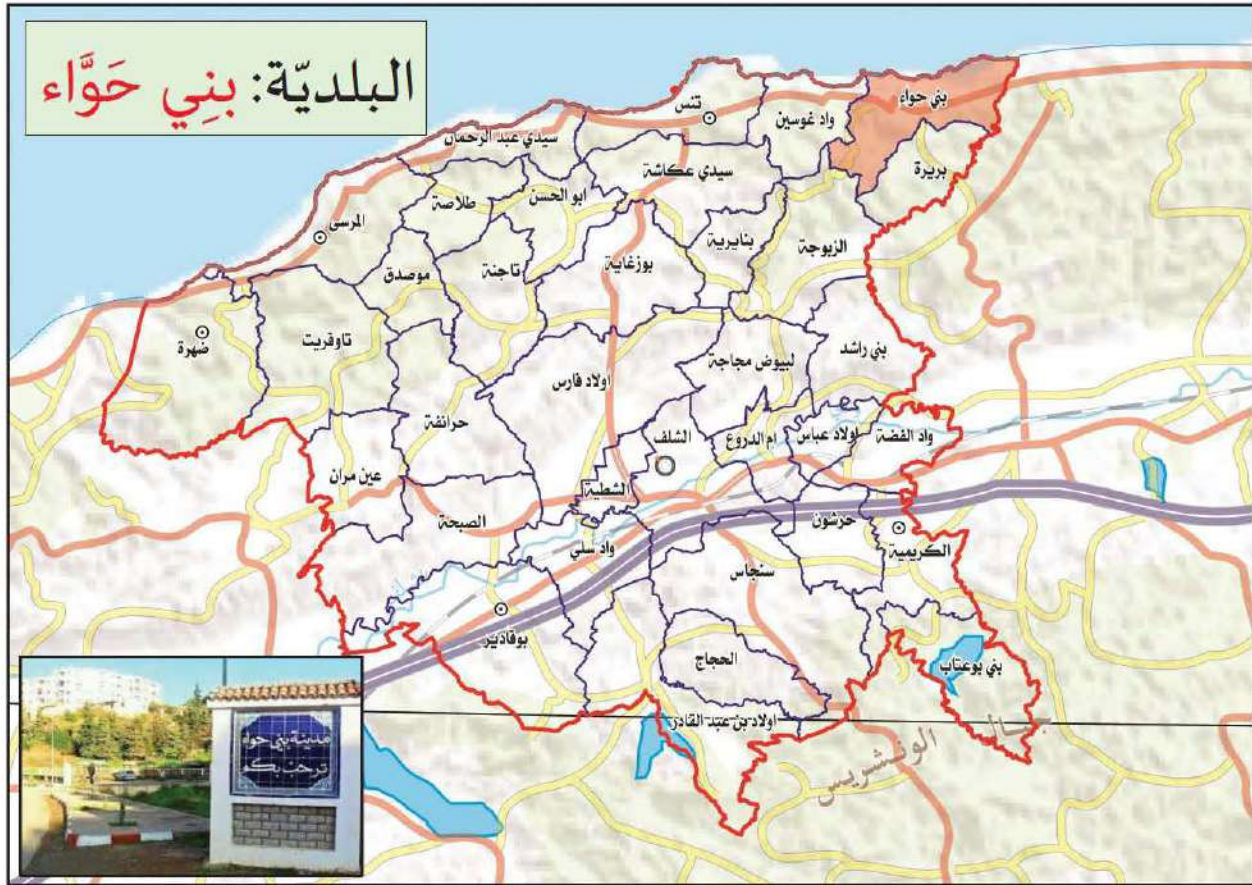 البلديّة: بنِي حَوَّاء
بني حواء
تنس
واد غوسين
سيدي عبد الرحمان
بريرة
سيدي عكاشة
ابو الحسن
طلاصة
المرسى
بنايرية
الزبوجة
بوزغاية
تاجنة
موصدق
ضهرة
تاوقريت
بني راشد
لبيوض مجاجة
اولاد فارس
حرانفة
الشلف
ام الدروع
اولاد عباس
واد الفضة
عين مران
الشطية
الصبحة
حرشون
الكريمية
واد سلي
سنجاس
بوقادير
الحجاج
بني بوعتاب
اولاد بن عبد القادر
جبال الونشريس
مدينة بني حواء
ترحب بكم